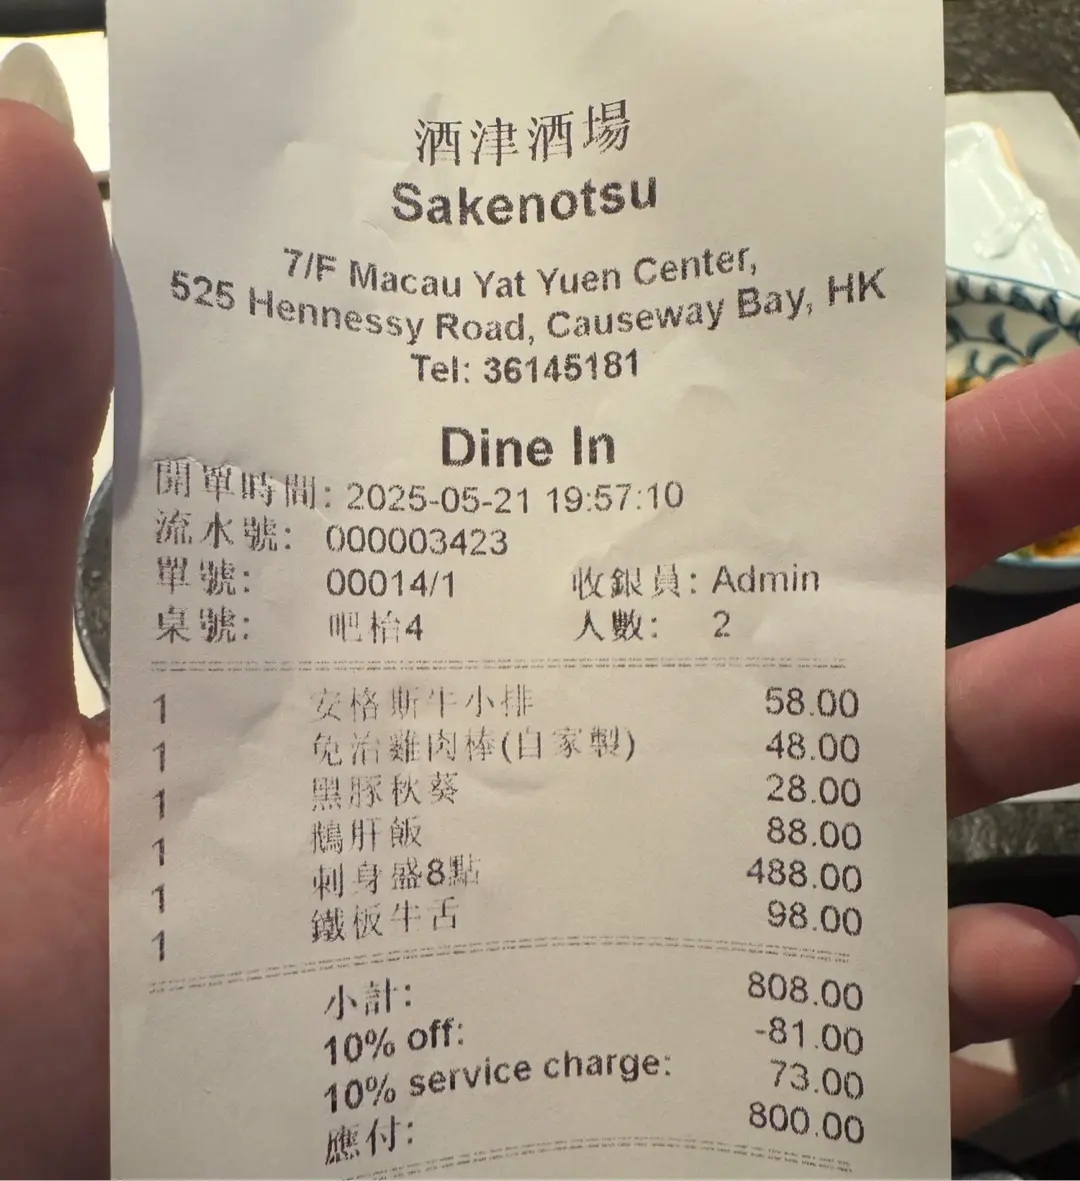 酒津酒場
Sakenotsu
7/F Macau Yat Yuen Center,
525 Hennessy Road, Causeway Bay, HK
Tel: 36145181
Dine In
開單時間: 2025-05-21 19:57:10
流水號: 000003423
單號: 00014/1 收銀員: Admin
桌號: 吧枱4 人數: 2
1 安格斯牛小排 58.00
1 免治雞肉棒(自家製) 48.00
1 黑豚秋葵 28.00
1 鵝肝飯 88.00
1 刺身盛8點 488.00
1 鐵板牛舌 98.00
小計: 808.00
10% off: -81.00
10% service charge: 73.00
應付: 800.00